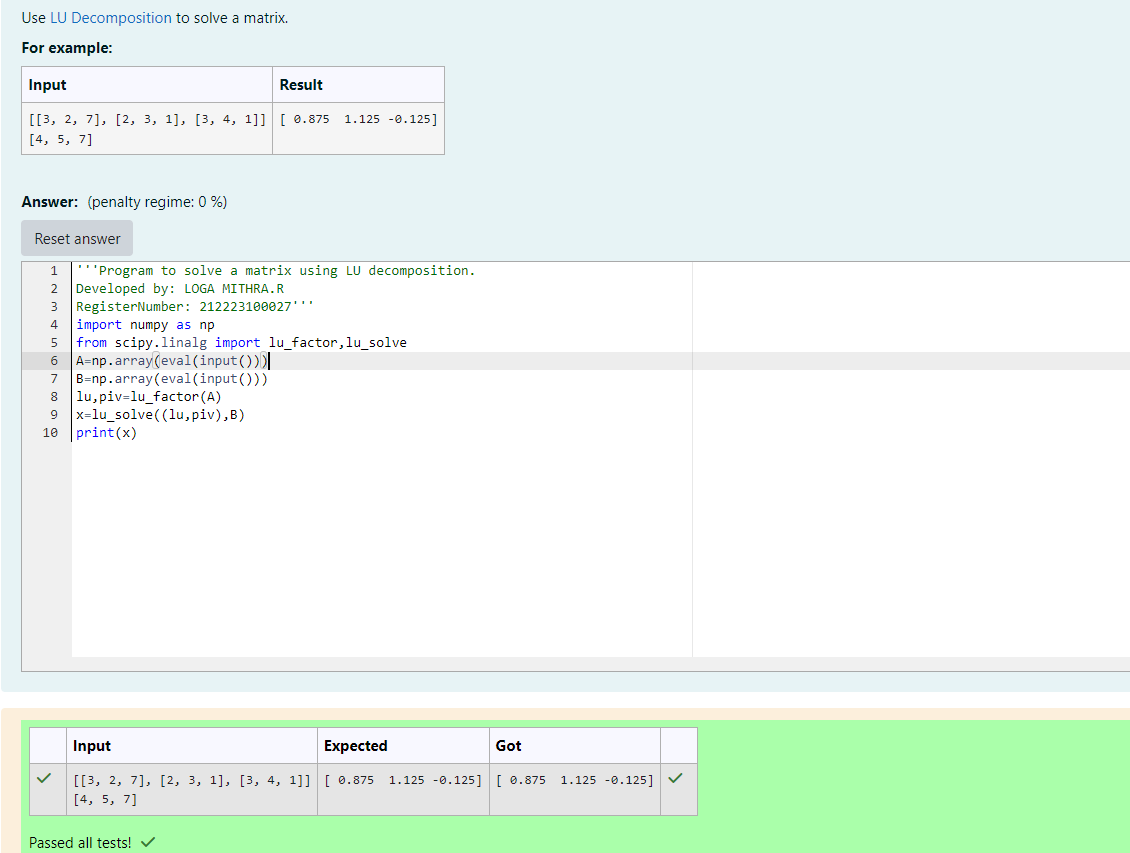 Use LU Decomposition to solve a matrix.
For example:
Input Result
[[3, 2, 7], [2, 3, 1], [3, 4, 1]] [ 0.875  1.125 -0.125]
[4, 5, 7]
Answer: (penalty regime: 0 %)
Reset answer
1 '''Program to solve a matrix using LU decomposition.
2 Developed by: LOGA MITHRA.R
3 RegisterNumber: 212223100027'''
4 import numpy as np
5 from scipy.linalg import lu_factor,lu_solve
6 A=np.array(eval(input()))
7 B=np.array(eval(input()))
8 lu,piv=lu_factor(A)
9 x=lu_solve((lu,piv),B)
10 print(x)
Input Expected Got
[[3, 2, 7], [2, 3, 1], [3, 4, 1]] [ 0.875  1.125 -0.125] [ 0.875  1.125 -0.125]
[4, 5, 7]
Passed all tests!